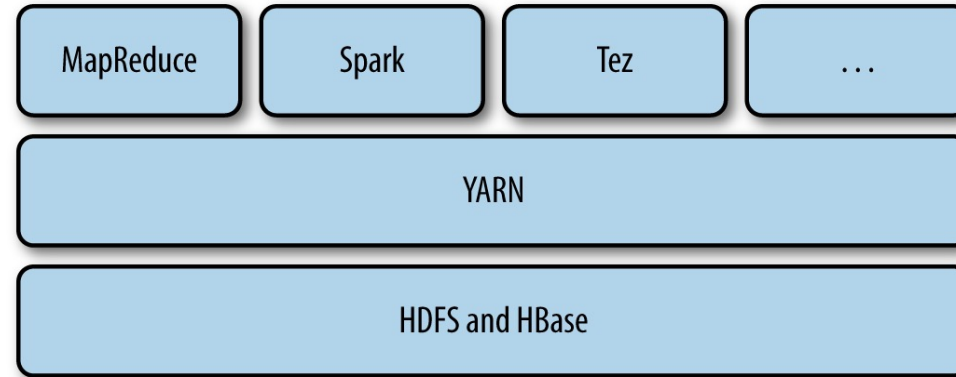 MapReduce
Spark
Tez
...
YARN
HDFS and HBase